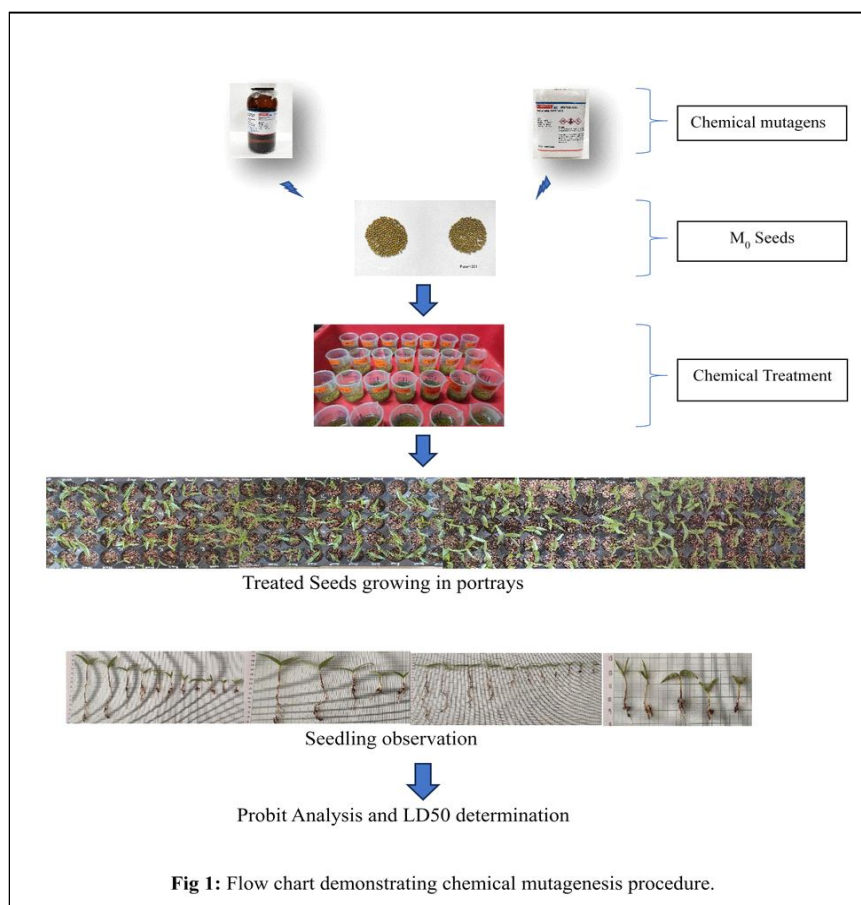 Chemical mutagens
M₀ Seeds
Chemical Treatment
Treated Seeds growing in portrays
Seedling observation
Probit Analysis and LD50 determination
Fig 1: Flow chart demonstrating chemical mutagenesis procedure.